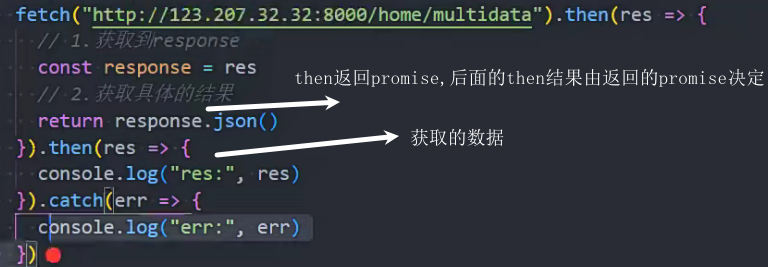 fetch("http://123.207.32.32:8000/home/multidata").then(res => {
// 1.获取到response
const response = res
then返回promise,后面的then结果由返回的promise决定
// 2.获取具体的结果
return response.json()
获取的数据
}).then(res => {
console.log("res:", res)
}).catch(err => {
console.log("err:", err)
})